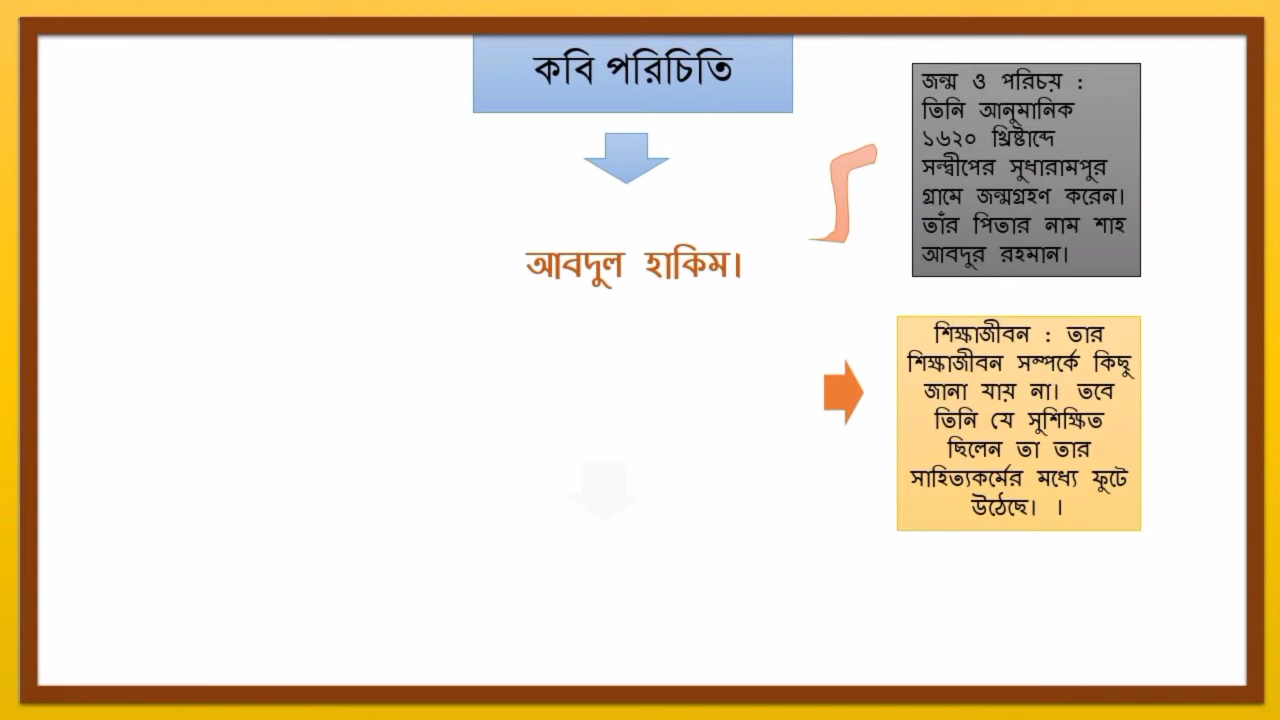 কবি পরিচিতি
আবদুল হাকিম।
জন্ম ও পরিচয় :
তিনি আনুমানিক
১৬২০ খ্রিষ্টাব্দে
সন্দ্বীপের সুধারামপুর
গ্রামে জন্মগ্রহণ করেন।
তাঁর পিতার নাম শাহ
আবদুর রহমান।
শিক্ষাজীবন : তার
শিক্ষাজীবন সম্পর্কে কিছু
জানা যায় না। তবে
তিনি যে সুশিক্ষিত
ছিলেন তা তার
সাহিত্যকর্মের মধ্যে ফুটে
উঠেছে। ।